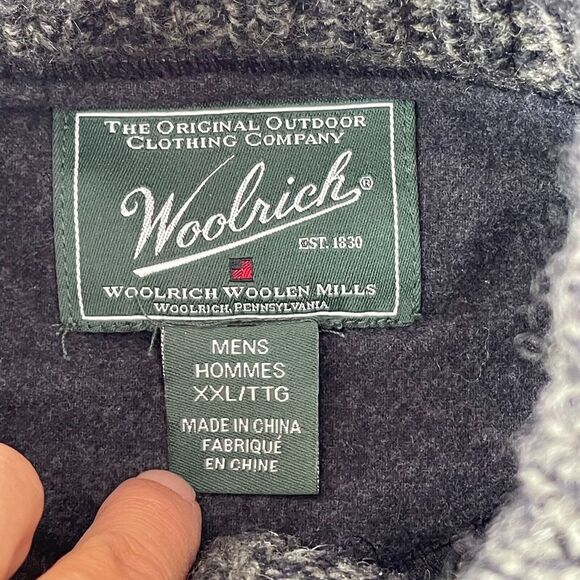 THE ORIGINAL OUTDOOR
CLOTHING COMPANY
Woolrich®
EST. 1830
WOOLRICH WOOLEN MILLS
WOOLRICH, PENNSYLVANIA
MENS
HOMMES
XXL/TTG
MADE IN CHINA
FABRIQUÉ
EN CHINE